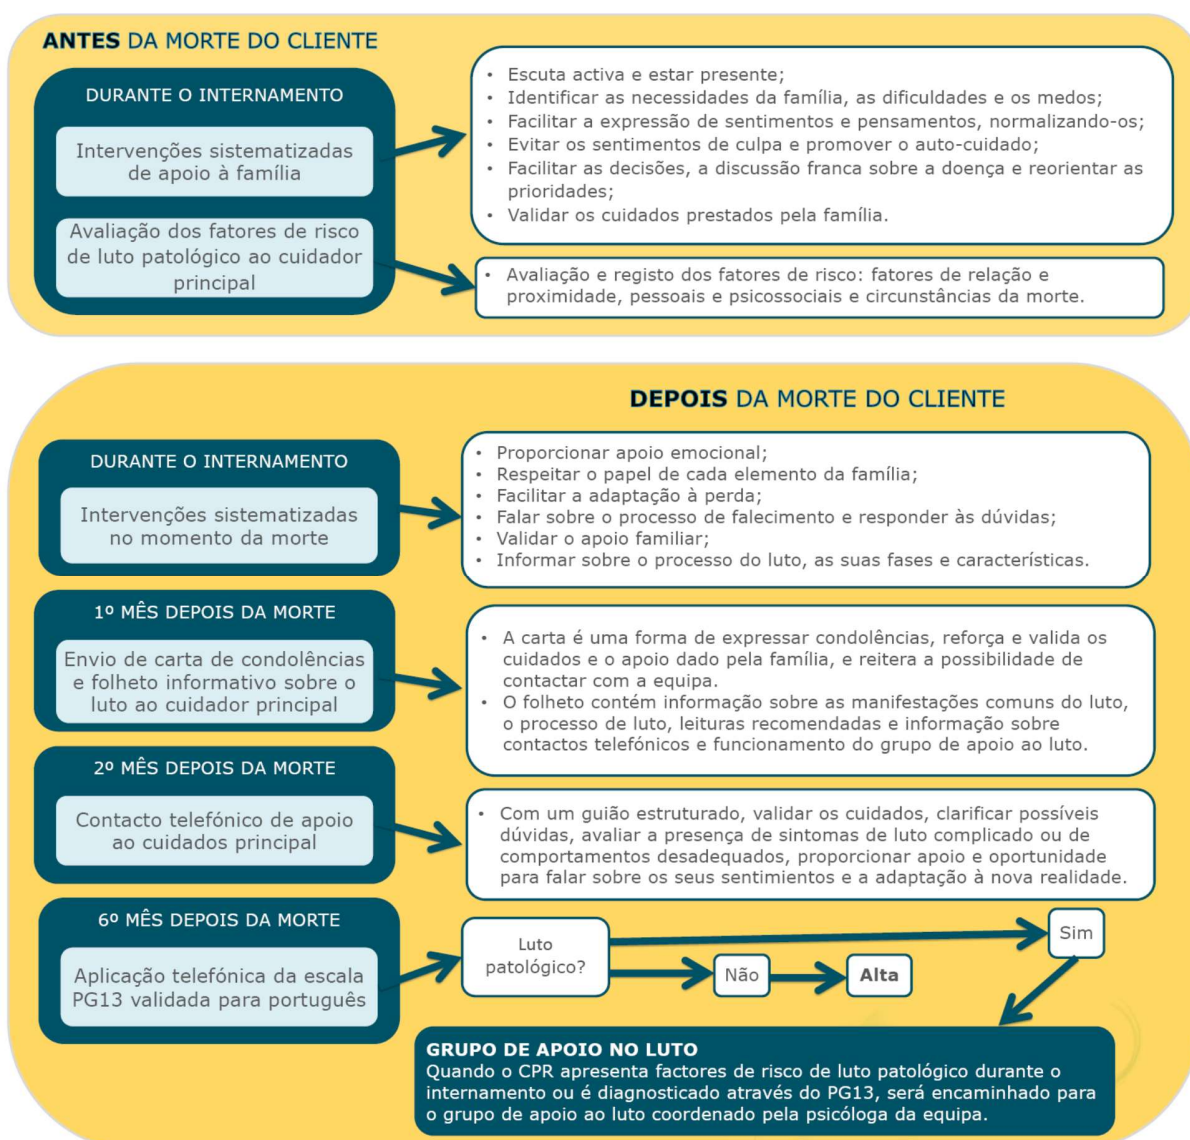 ANTES DA MORTE DO CLIENTE
DURANTE O INTERNAMENTO
Intervenções sistematizadas
de apoio à família
• Escuta activa e estar presente;
• Identificar as necessidades da família, as dificuldades e os medos;
• Facilitar a expressão de sentimentos e pensamentos, normalizando-os;
• Evitar os sentimentos de culpa e promover o auto-cuidado;
• Facilitar as decisões, a discussão franca sobre a doença e reorientar as
prioridades;
• Validar os cuidados prestados pela família.
Avaliação dos fatores de risco
de luto patológico ao cuidador
principal
• Avaliação e registo dos fatores de risco: fatores de relação e
proximidade, pessoais e psicossociais e circunstâncias da morte.
DEPOIS DA MORTE DO CLIENTE
DURANTE O INTERNAMENTO
Intervenções sistematizadas
no momento da morte
• Proporcionar apoio emocional;
• Respeitar o papel de cada elemento da família;
• Facilitar a adaptação à perda;
• Falar sobre o processo de falecimento e responder às dúvidas;
• Validar o apoio familiar;
• Informar sobre o processo do luto, as suas fases e características.
1º MÊS DEPOIS DA MORTE
Envio de carta de condolências
e folheto informativo sobre o
luto ao cuidador principal
• A carta é uma forma de expressar condolências, reforça e valida os
cuidados e o apoio dado pela família, e reitera a possibilidade de
contactar com a equipa.
• O folheto contém informação sobre as manifestações comuns do luto,
o processo de luto, leituras recomendadas e informação sobre
contactos telefónicos e funcionamento do grupo de apoio ao luto.
2º MÊS DEPOIS DA MORTE
Contacto telefónico de apoio
ao cuidados principal
• Com um guião estruturado, validar os cuidados, clarificar possíveis
dúvidas, avaliar a presença de sintomas de luto complicado ou de
comportamentos desadequados, proporcionar apoio e oportunidade
para falar sobre os seus sentimientos e a adaptação à nova realidade.
6º MÊS DEPOIS DA MORTE
Aplicação telefónica da escala
PG13 validada para português
Luto
patológico?
Sim
Não
Alta
GRUPO DE APOIO NO LUTO
Quando o CPR apresenta factores de risco de luto patológico durante o
internamento ou é diagnosticado através do PG13, será encaminhado para
o grupo de apoio ao luto coordenado pela psicóloga da equipa.